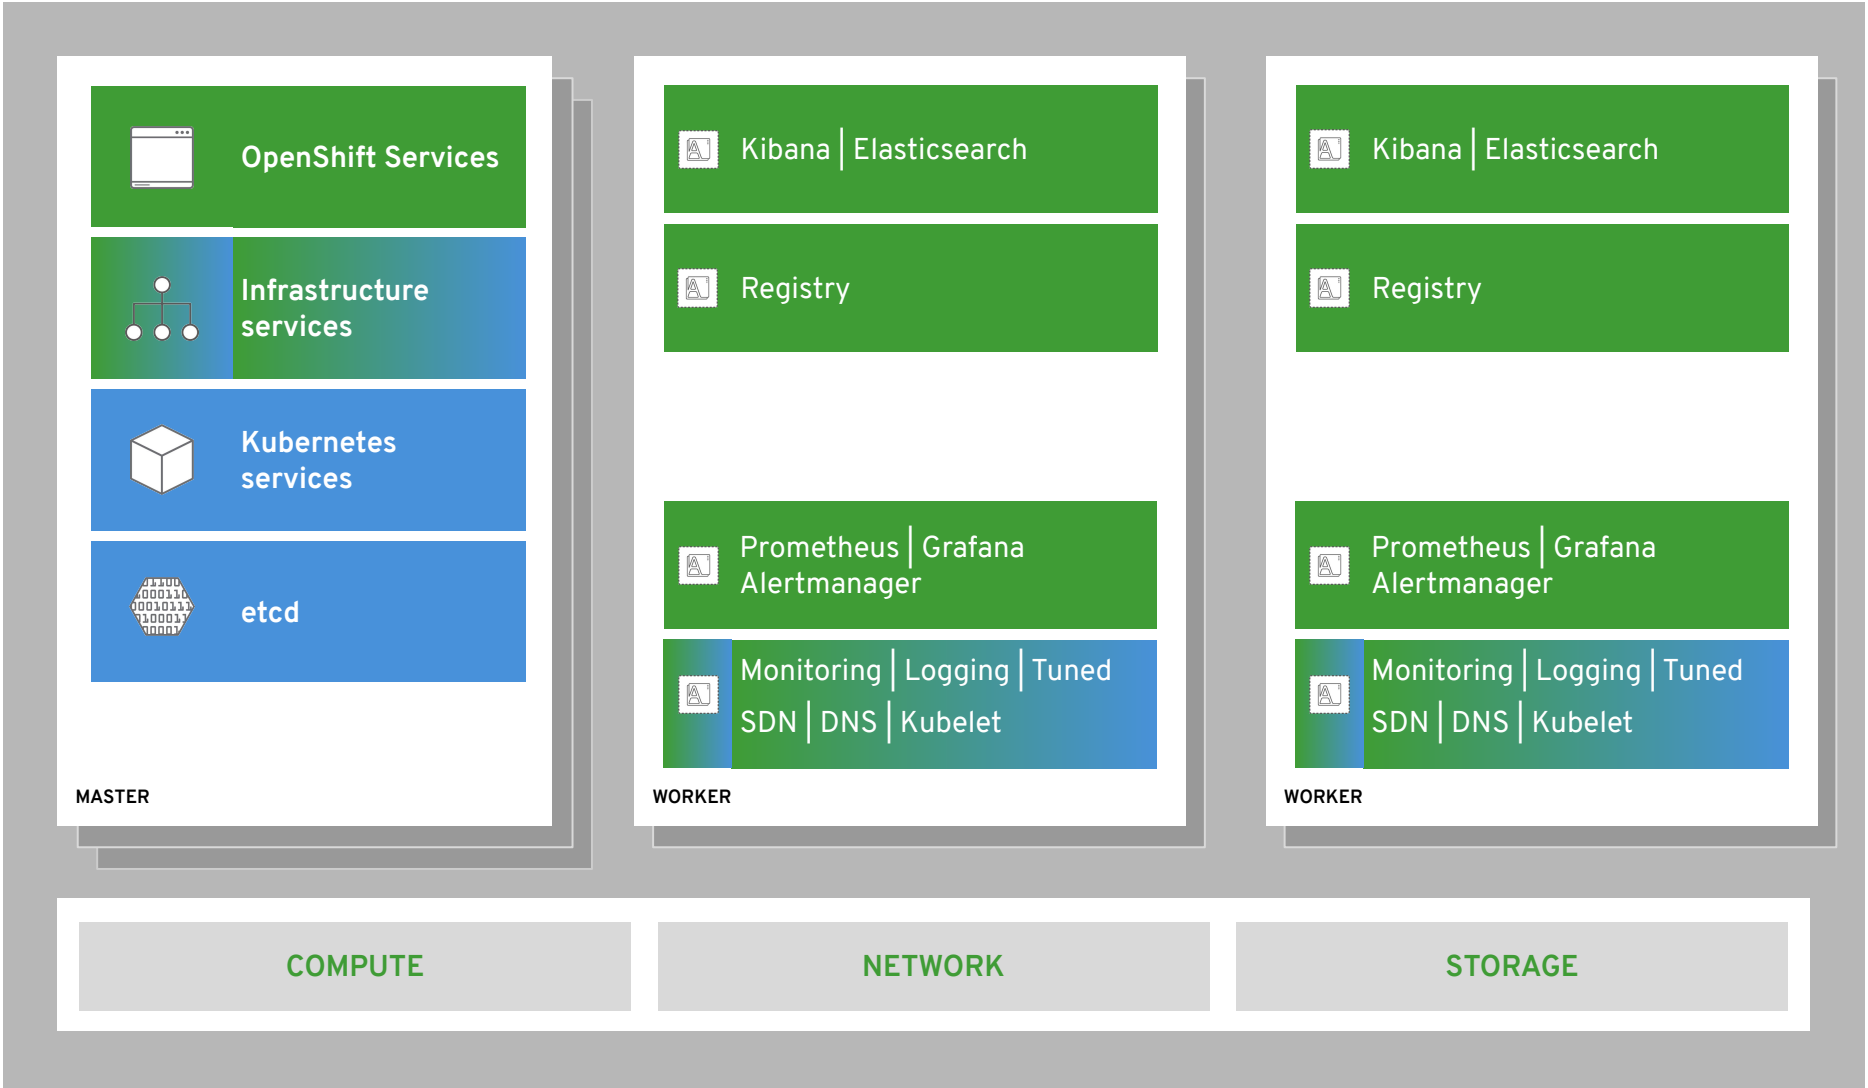 OpenShift Services
Infrastructure
services
Kubernetes
services
etcd
MASTER
Kibana | Elasticsearch
Registry
Prometheus | Grafana
Alertmanager
Monitoring | Logging | Tuned
SDN | DNS | Kubelet
WORKER
Kibana | Elasticsearch
Registry
Prometheus | Grafana
Alertmanager
Monitoring | Logging | Tuned
SDN | DNS | Kubelet
WORKER
COMPUTE
NETWORK
STORAGE